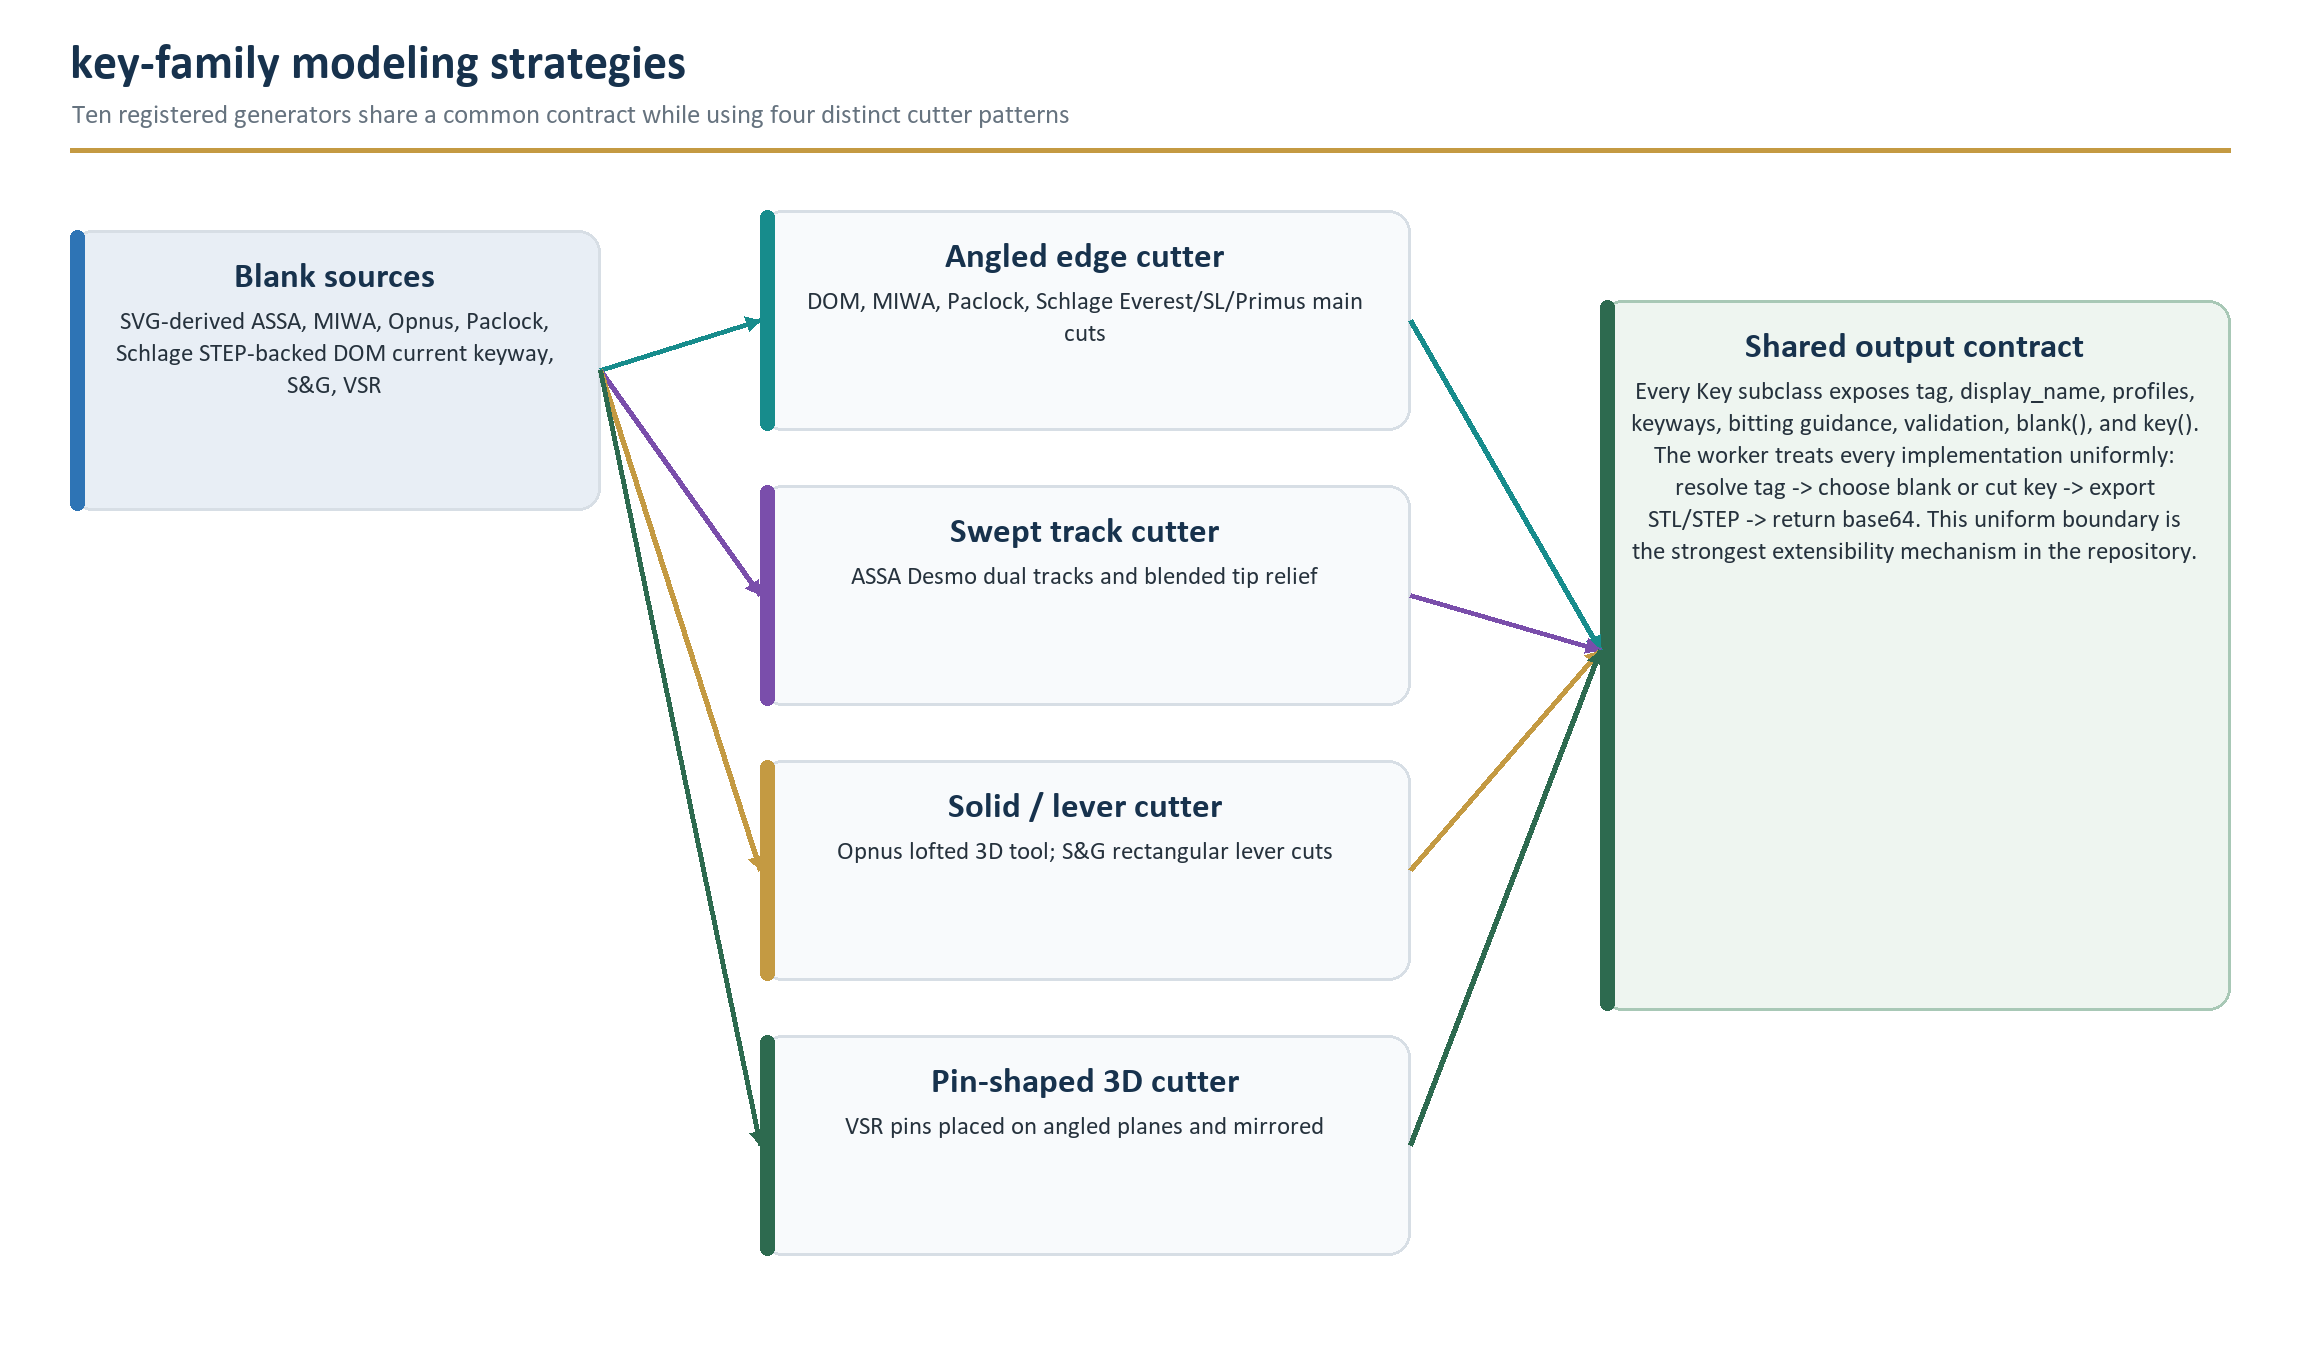 key-family modeling strategies
Ten registered generators share a common contract while using four distinct cutter patterns
Blank sources
SVG-derived ASSA, MIWA, Opnus, Paclock,
Schlage STEP-backed DOM current keyway,
S&G, VSR
Angled edge cutter
DOM, MIWA, Paclock, Schlage Everest/SL/Primus main
cuts
Swept track cutter
ASSA Desmo dual tracks and blended tip relief
Solid / lever cutter
Opnus lofted 3D tool; S&G rectangular lever cuts
Pin-shaped 3D cutter
VSR pins placed on angled planes and mirrored
Shared output contract
Every Key subclass exposes tag, display_name, profiles,
keyways, bitting guidance, validation, blank(), and key().
The worker treats every implementation uniformly:
resolve tag -> choose blank or cut key -> export
STL/STEP -> return base64. This uniform boundary is
the strongest extensibility mechanism in the repository.